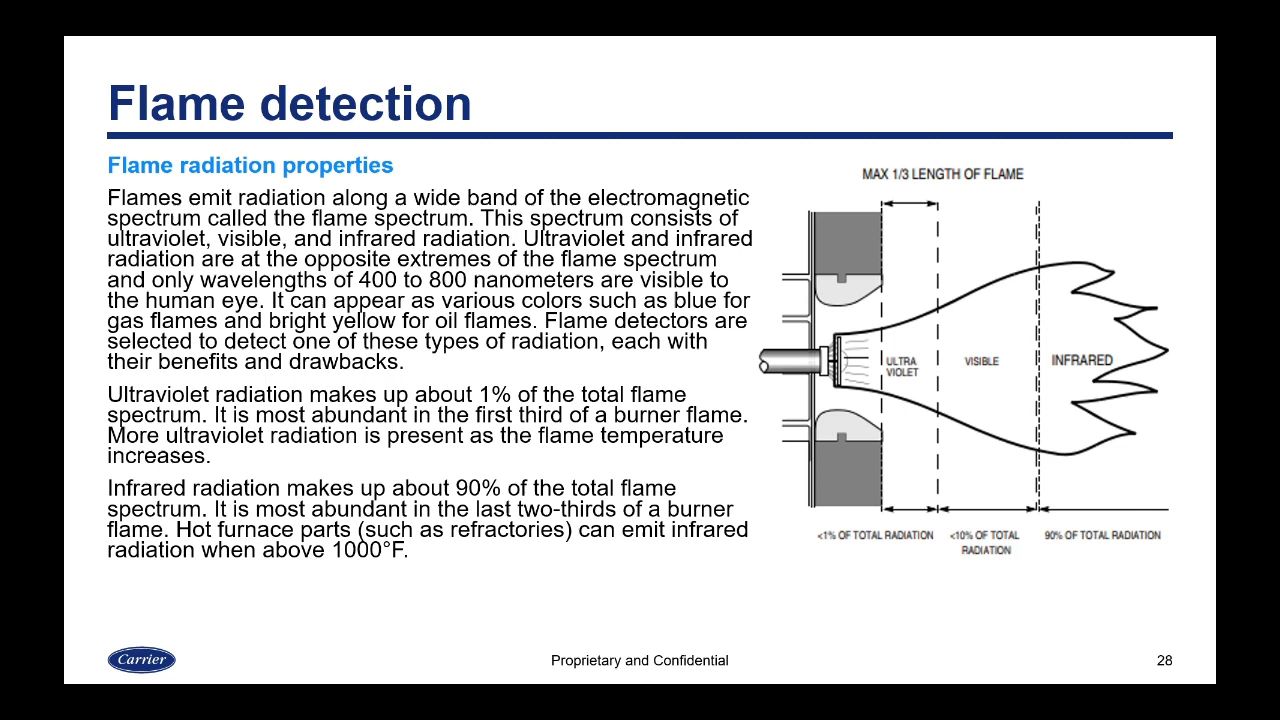 Flame detection
Flame radiation properties
Flames emit radiation along a wide band of the electromagnetic
spectrum called the flame spectrum. This spectrum consists of
ultraviolet, visible, and infrared radiation. Ultraviolet and infrared
radiation are at the opposite extremes of the flame spectrum
and only wavelengths of 400 to 800 nanometers are visible to
the human eye. It can appear as various colors such as blue for
gas flames and bright yellow for oil flames. Flame detectors are
selected to detect one of these types of radiation, each with
their benefits and drawbacks.
Ultraviolet radiation makes up about 1% of the total flame
spectrum. It is most abundant in the first third of a burner flame.
More ultraviolet radiation is present as the flame temperature
increases.
Infrared radiation makes up about 90% of the total flame
spectrum. It is most abundant in the last two-thirds of a burner
flame. Hot furnace parts (such as refractories) can emit infrared
radiation when above 1000°F.
MAX 1/3 LENGTH OF FLAME
ULTRA
VIOLET
VISIBLE
INFRARED
<1% OF TOTAL RADIATION
<10% OF TOTAL
RADIATION
90% OF TOTAL RADIATION
Carrier
Proprietary and Confidential
28